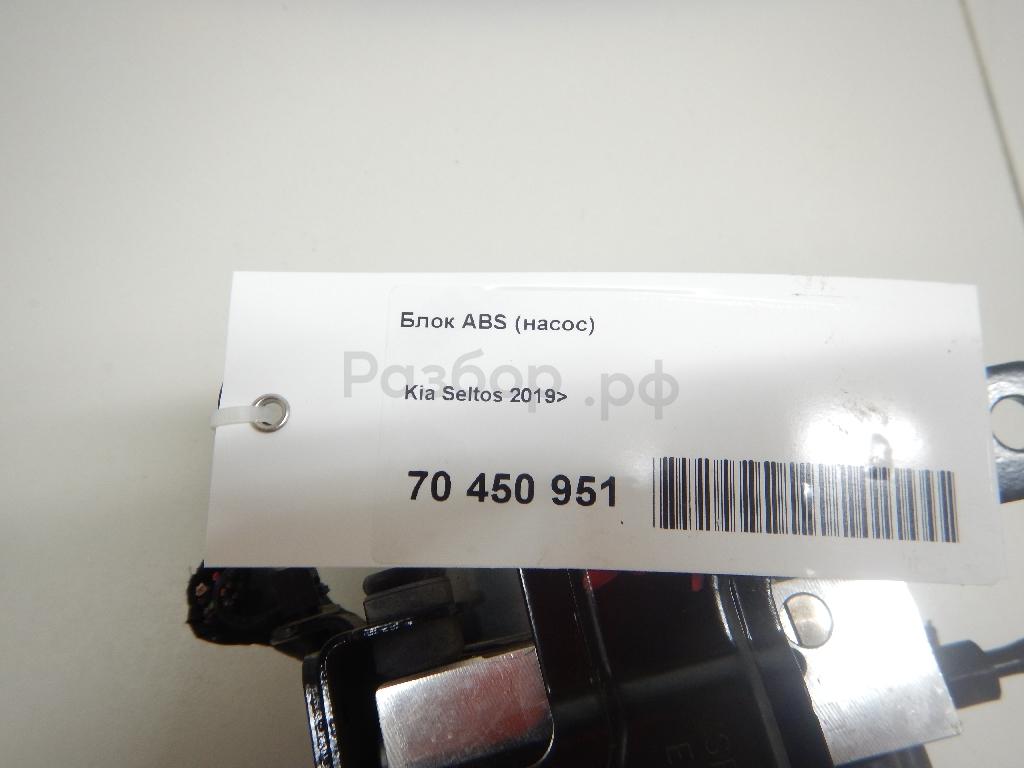 Блок ABS (насос)
Разбор.рф
Kia Seltos 2019>
70 450 951